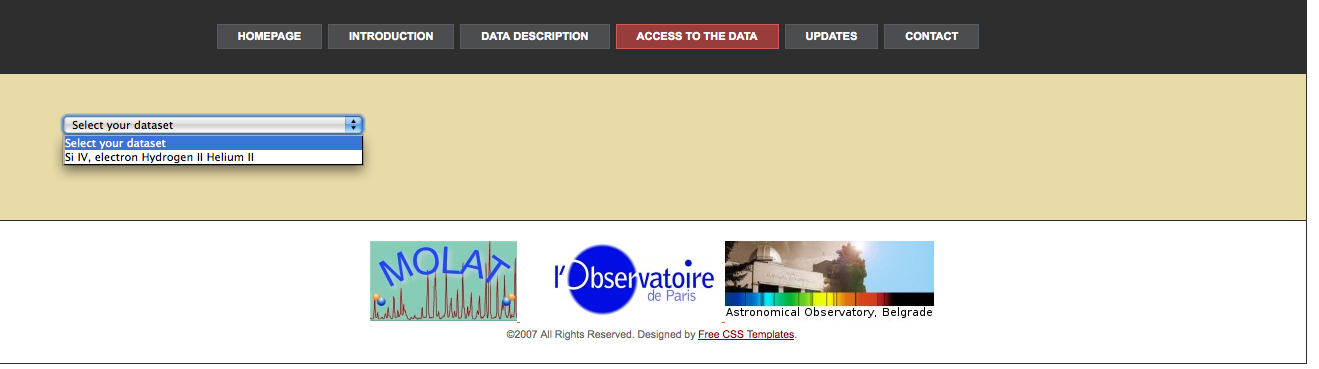 HOMEPAGE INTRODUCTION DATA DESCRIPTION ACCESS TO THE DATA UPDATES CONTACT
Select your dataset
Select your dataset
Si IV, electron Hydrogen II Helium II
MOLAT
l'Observatoire
de Paris
Astronomical Observatory, Belgrade
©2007 All Rights Reserved. Designed by Free CSS Templates.